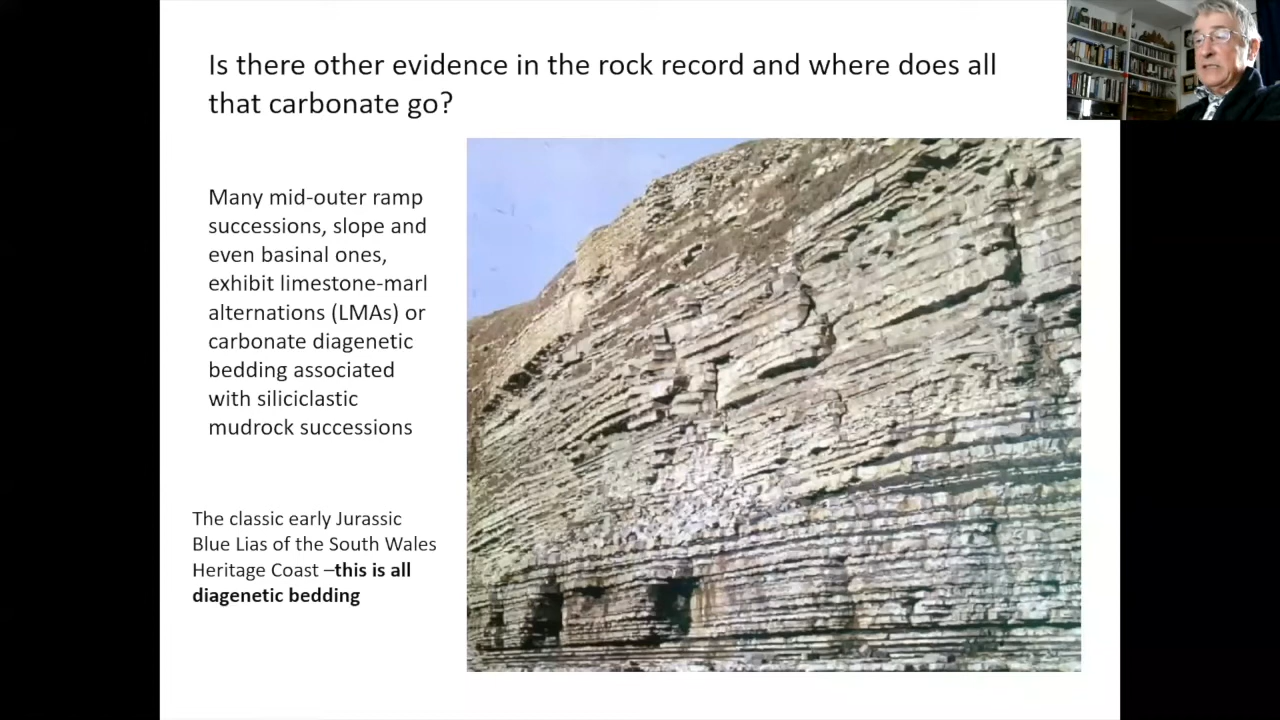 Is there other evidence in the rock record and where does all
that carbonate go?
Many mid-outer ramp
successions, slope and
even basinal ones,
exhibit limestone-marl
alternations (LMAs) or
carbonate diagenetic
bedding associated
with siliciclastic
mudrock successions
The classic early Jurassic
Blue Lias of the South Wales
Heritage Coast –this is all
diagenetic bedding